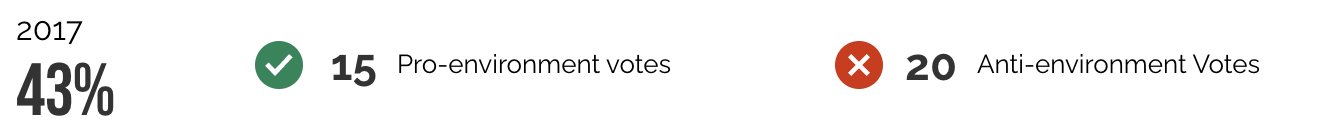 2017
43%
15 Pro-environment votes
20 Anti-environment Votes